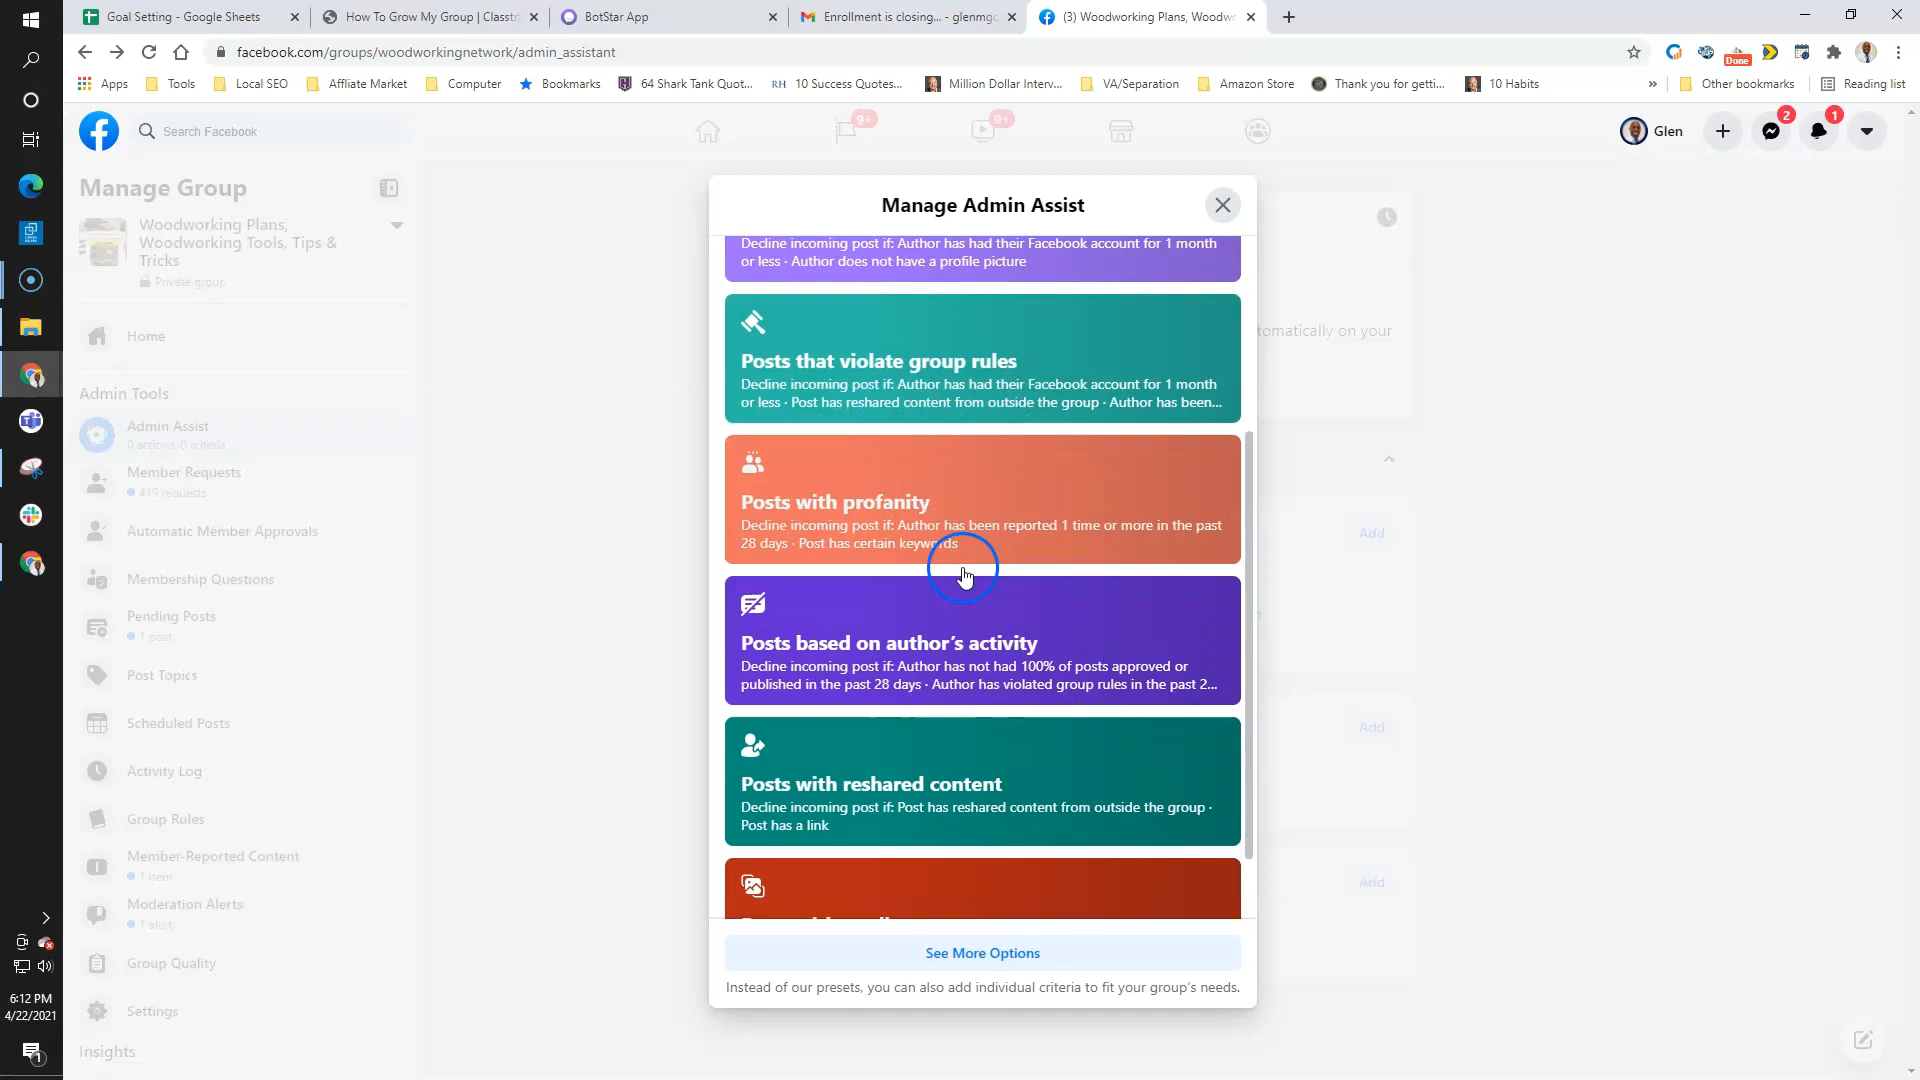 Goal Setting - Google Sheets
How To Grow My Group | Classtr
BotStar App
Enrollment is closing... - glenmgc
(3) Woodworking Plans, Woodwo
facebook.com/groups/woodworkingnetwork/admin_assistant
Done
Apps
Tools
Local SEO
Affliate Market
Computer
Bookmarks
64 Shark Tank Quot...
RH 10 Success Quotes...
Million Dollar Interv...
VA/Separation
Amazon Store
Thank you for getti...
10 Habits
»
Other bookmarks
Reading list
Search Facebook
9+
9+
Glen
2
1
Manage Group
Woodworking Plans,
Woodworking Tools, Tips &
Tricks
Private group
Home
Admin Tools
Admin Assist
0 actions, 0 criteria
Member Requests
419 requests
Automatic Member Approvals
Membership Questions
Pending Posts
1 post
Post Topics
Scheduled Posts
Activity Log
Group Rules
Member-Reported Content
1 item
Moderation Alerts
1 alert
Group Quality
Settings
Insights
Manage Admin Assist
Decline incoming post if: Author has had their Facebook account for 1 month
or less · Author does not have a profile picture
Posts that violate group rules
Decline incoming post if: Author has had their Facebook account for 1 month
or less · Post has reshared content from outside the group · Author has been...
Posts with profanity
Decline incoming post if: Author has been reported 1 time or more in the past
28 days · Post has certain keywords
Posts based on author's activity
Decline incoming post if: Author has not had 100% of posts approved or
published in the past 28 days · Author has violated group rules in the past 2...
Posts with reshared content
Decline incoming post if: Post has reshared content from outside the group ·
Post has a link
See More Options
Instead of our presets, you can also add individual criteria to fit your group's needs.
tomatically on your
Add
Add
Add
6:12 PM
4/22/2021
1